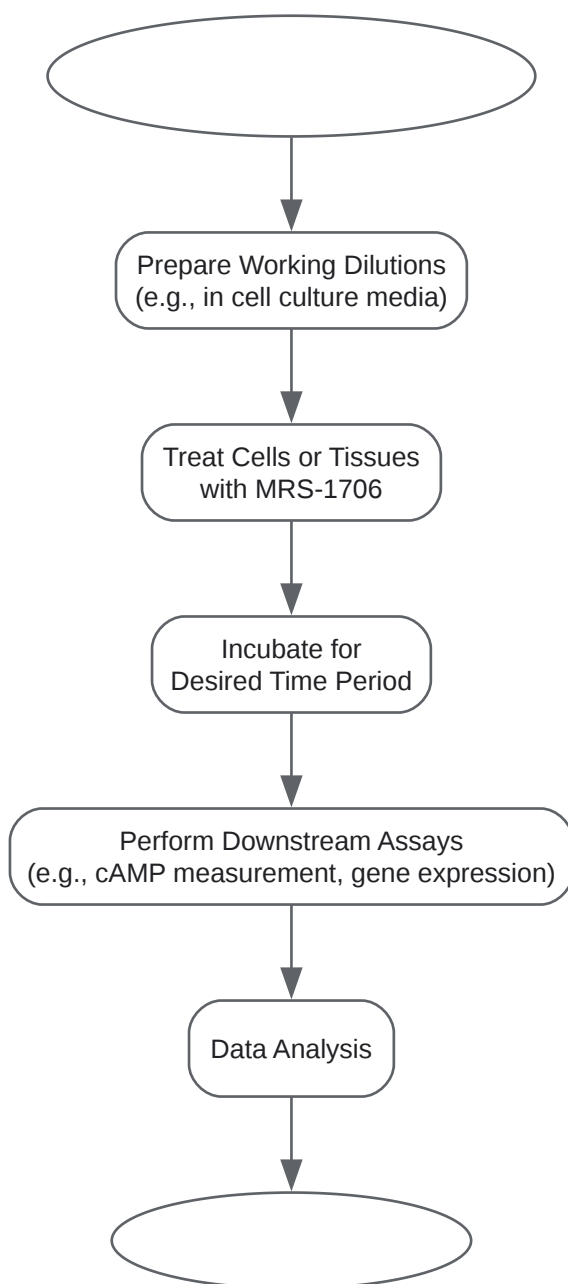 Prepare Working Dilutions
(e.g., in cell culture media)
Treat Cells or Tissues
with MRS-1706
Incubate for
Desired Time Period
Perform Downstream Assays
(e.g., cAMP measurement, gene expression)
Data Analysis